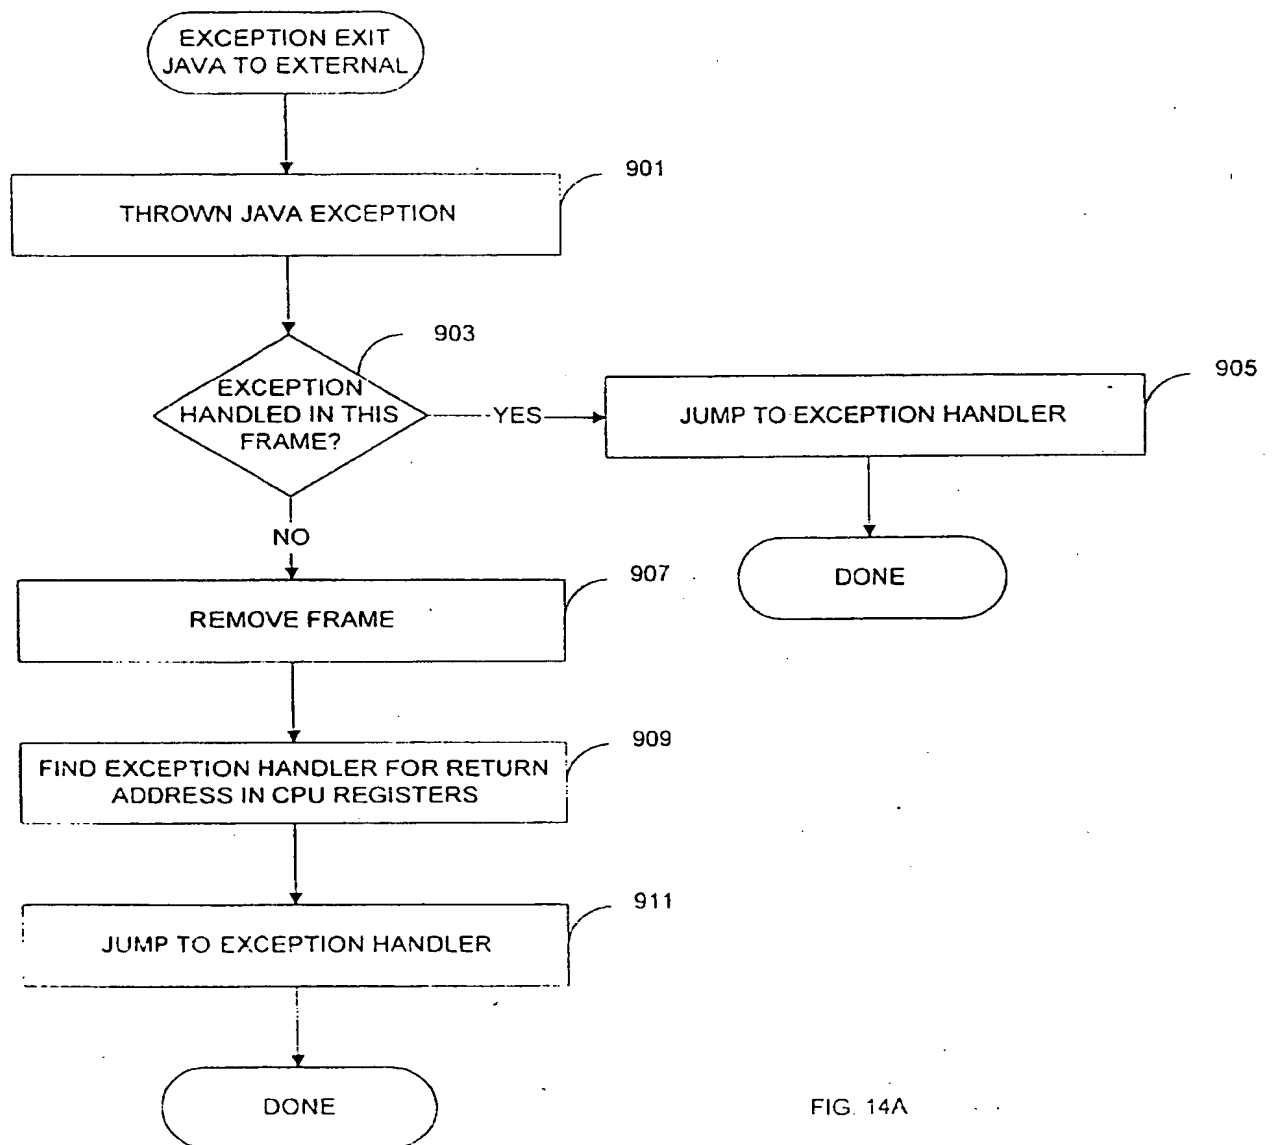 EXCEPTION EXIT
JAVA TO EXTERNAL
901
THROWN JAVA EXCEPTION
903
EXCEPTION
HANDLED IN THIS
FRAME?
YES
905
JUMP TO EXCEPTION HANDLER
DONE
NO
907
REMOVE FRAME
909
FIND EXCEPTION HANDLER FOR RETURN
ADDRESS IN CPU REGISTERS
911
JUMP TO EXCEPTION HANDLER
DONE
FIG. 14A